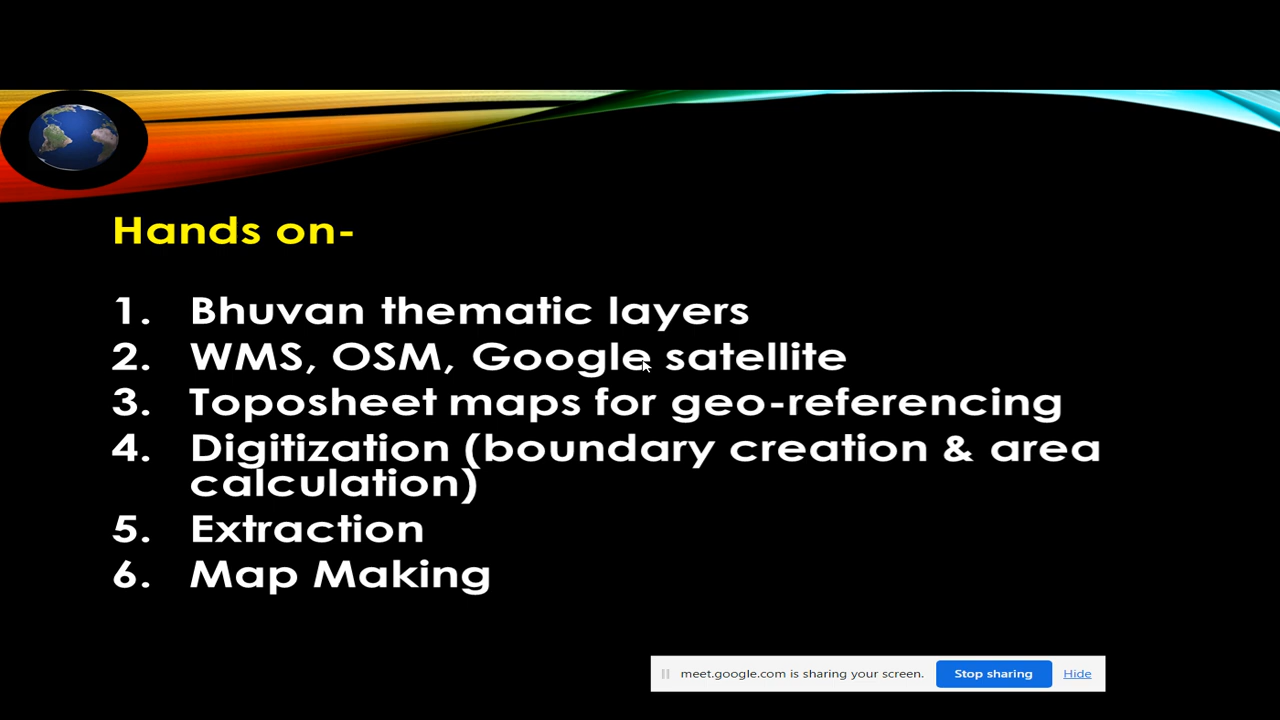 Hands on-
1. Bhuvan thematic layers
2. WMS, OSM, Google satellite
3. Toposheet maps for geo-referencing
4. Digitization (boundary creation & area
calculation)
5. Extraction
6. Map Making
meet.google.com is sharing your screen. Stop sharing Hide